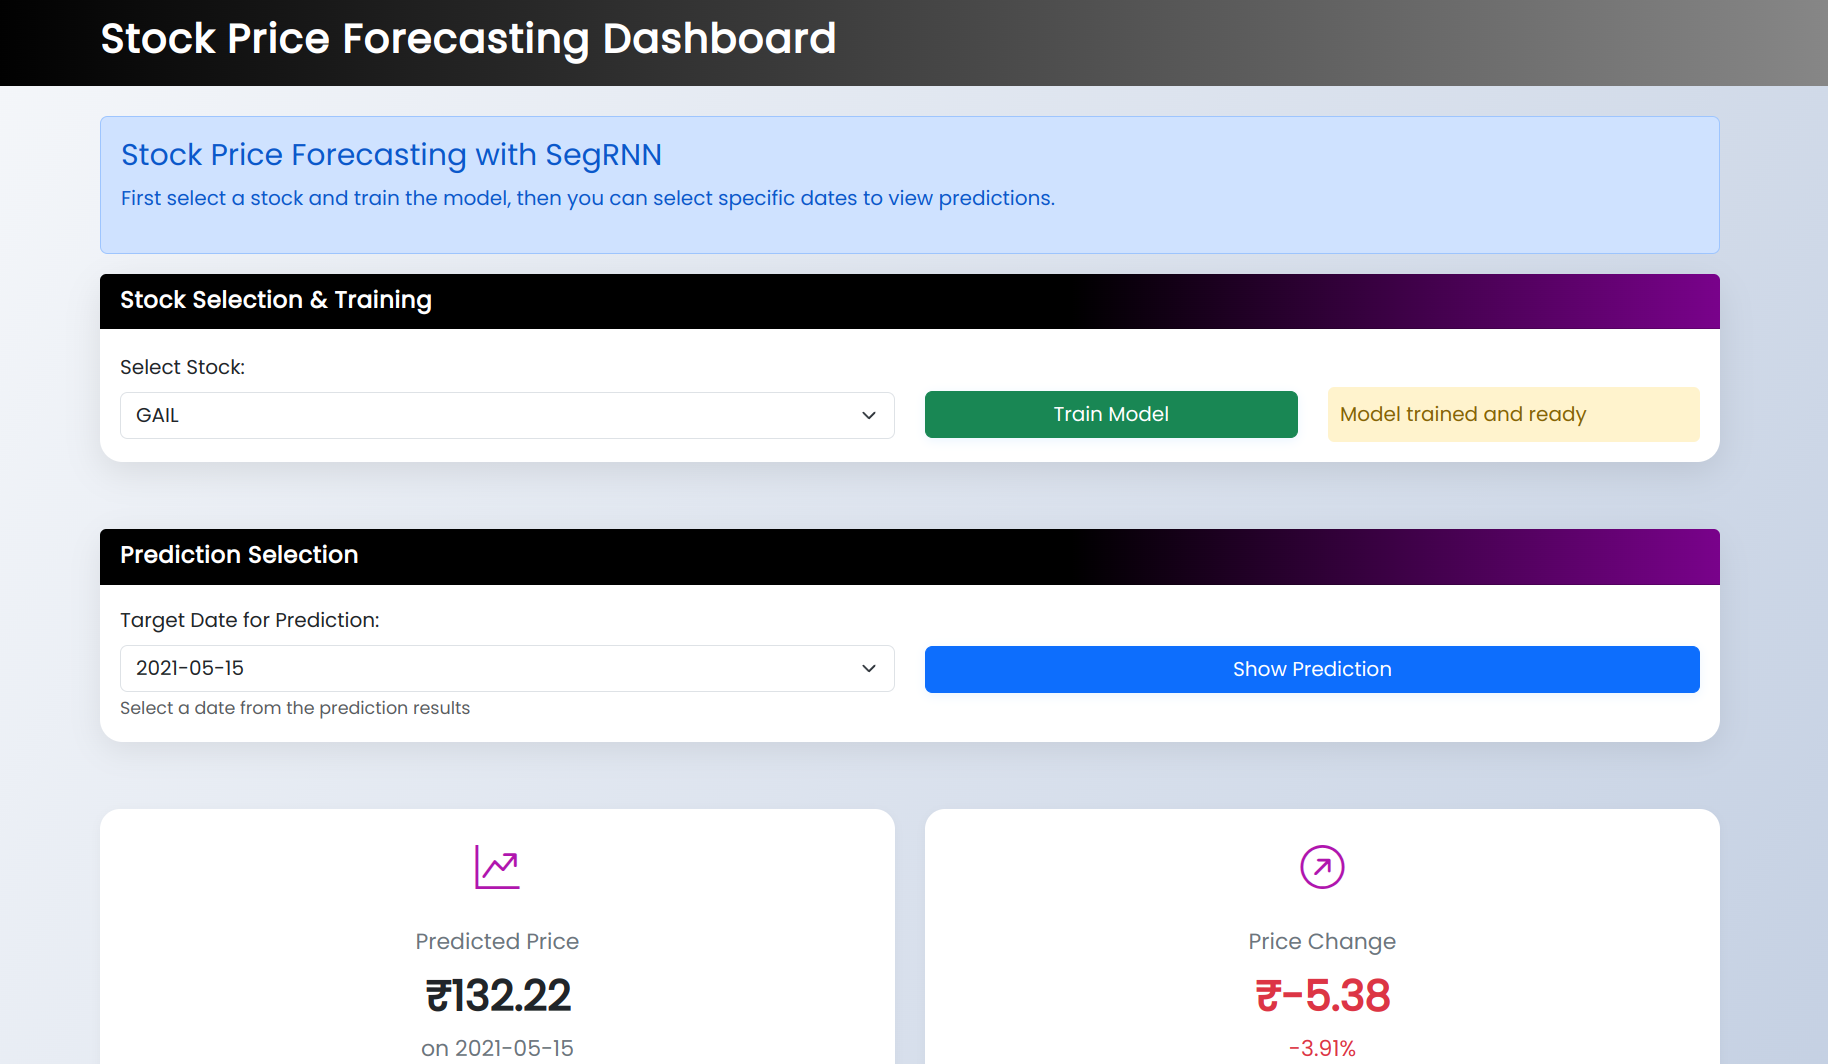 Stock Price Forecasting Dashboard
Stock Price Forecasting with SegRNN
First select a stock and train the model, then you can select specific dates to view predictions.
Stock Selection & Training
Select Stock:
GAIL
Train Model
Model trained and ready
Prediction Selection
Target Date for Prediction:
2021-05-15
Show Prediction
Select a date from the prediction results
Predicted Price
₹132.22
on 2021-05-15
Price Change
₹-5.38
-3.91%